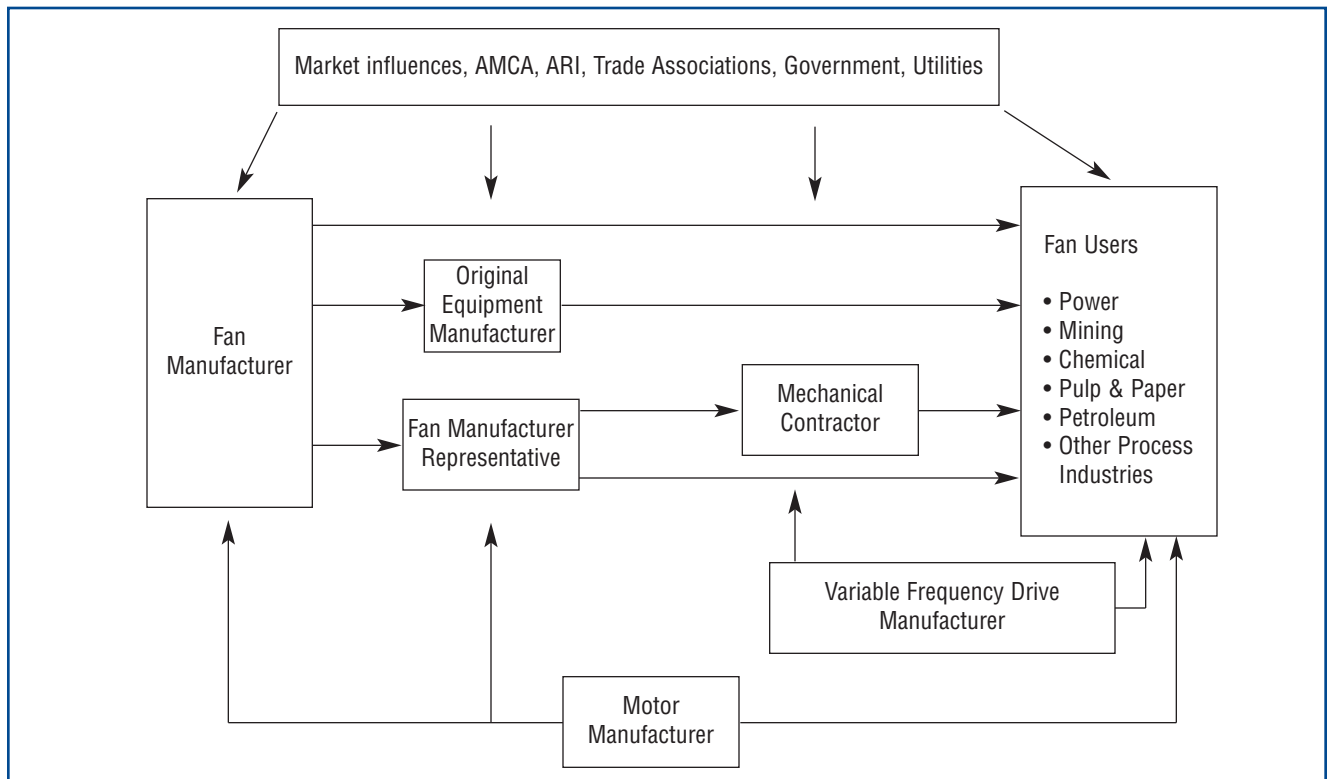 Market influences, AMCA, ARI, Trade Associations, Government, Utilities
Fan
Manufacturer
Original
Equipment
Manufacturer
Fan Manufacturer
Representative
Mechanical
Contractor
Fan Users
• Power
• Mining
• Chemical
• Pulp & Paper
• Petroleum
• Other Process
Industries
Variable Frequency Drive
Manufacturer
Motor
Manufacturer